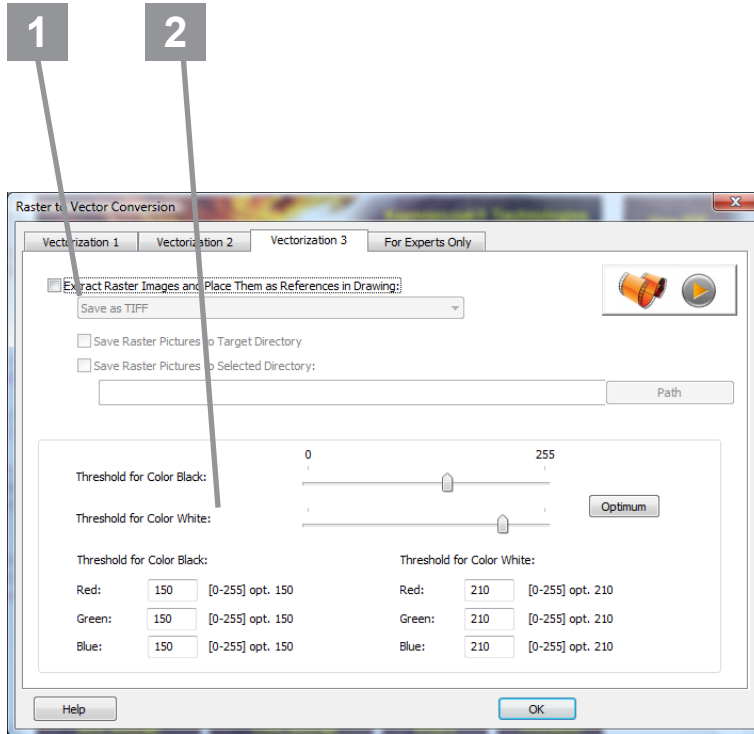 1 2
Raster to Vector Conversion
Vectorization 1 Vectorization 2 Vectorization 3 For Experts Only
Extract Raster Images and Place Them as References in Drawing:
Save as TIFF
Save Raster Pictures to Target Directory
Save Raster Pictures to Selected Directory:
Path
0 255
Threshold for Color Black:
Threshold for Color White:
Optimum
Threshold for Color Black: Threshold for Color White:
Red: 150 [0-255] opt. 150 Red: 210 [0-255] opt. 210
Green: 150 [0-255] opt. 150 Green: 210 [0-255] opt. 210
Blue: 150 [0-255] opt. 150 Blue: 210 [0-255] opt. 210
Help OK